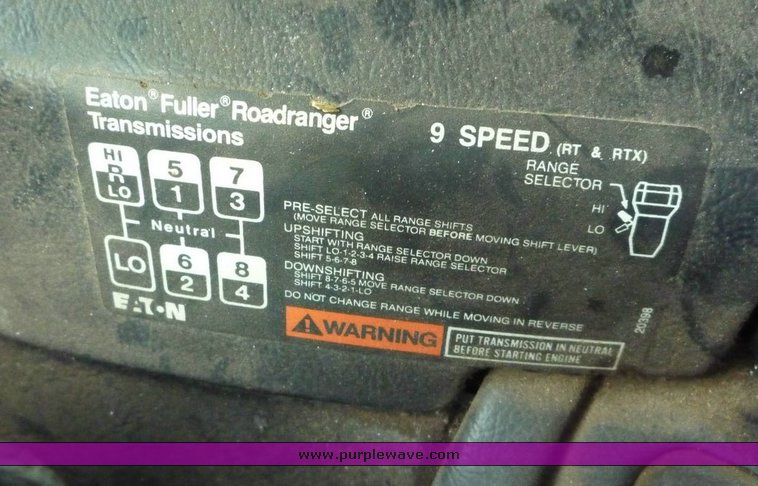 Eaton® Fuller® Roadranger®
Transmissions
9 SPEED (RT & RTX)
RANGE
SELECTOR
HI
LO
HI
R
LO
5
1
7
3
Neutral
LO
6
2
8
4
EATON
PRE-SELECT ALL RANGE SHIFTS
(MOVE RANGE SELECTOR BEFORE MOVING SHIFT LEVER)
UPSHIFTING
START WITH RANGE SELECTOR DOWN
SHIFT LO-1-2-3-4 RAISE RANGE SELECTOR
SHIFT 5-6-7-8
DOWNSHIFTING
SHIFT 8-7-6-5 MOVE RANGE SELECTOR DOWN
SHIFT 4-3-2-1-LO
DO NOT CHANGE RANGE WHILE MOVING IN REVERSE
WARNING
PUT TRANSMISSION IN NEUTRAL
BEFORE STARTING ENGINE
20398
www.purplewave.com